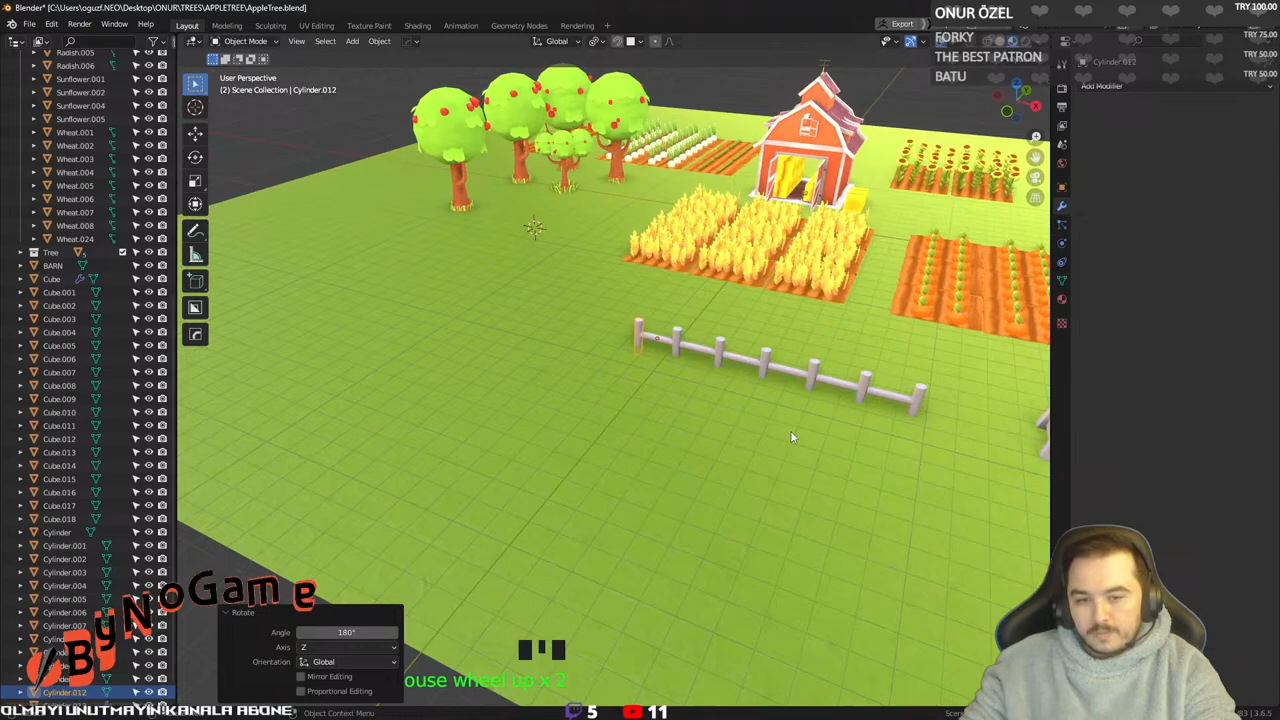 Blender* [C:\Users\oguzf.NEO\Desktop\ONUR\TREES\APPLETREE\AppleTree.blend]
ONUR ÖZEL
TRY 100.00
File Edit Render Window Help
Layout Modeling Sculpting UV Editing Texture Paint Shading Animation Geometry Nodes Rendering
Export
FORKY
TRY 75.00
Object Mode View Select Add Object
Global
THE BEST PATRON
Cylinder.012
TRY 50.00
BATU
TRY 50.00
Add Modifier
User Perspective
(2) Scene Collection | Cylinder.012
Radish.005
Radish.006
Sunflower.001
Sunflower.002
Sunflower.004
Sunflower.005
Wheat.001
Wheat.002
Wheat.003
Wheat.004
Wheat.005
Wheat.006
Wheat.007
Wheat.008
Wheat.024
Tree
BARN
Cube
Cube.001
Cube.002
Cube.003
Cube.004
Cube.005
Cube.006
Cube.007
Cube.008
Cube.009
Cube.010
Cube.011
Cube.012
Cube.013
Cube.014
Cube.015
Cube.016
Cube.017
Cube.018
Cylinder
Cylinder.001
Cylinder.002
Cylinder.003
Cylinder.004
Cylinder.005
Cylinder.006
Cylinder.007
Cylinder.012
ByNoGame
Rotate
Angle 180°
Axis Z
Orientation Global
Mirror Editing
Proportional Editing
ouse wheel up x 2
OLMAYI UNUTMAYIN! KANALA ABONE
Object Context Menu
5
11
3.6.5